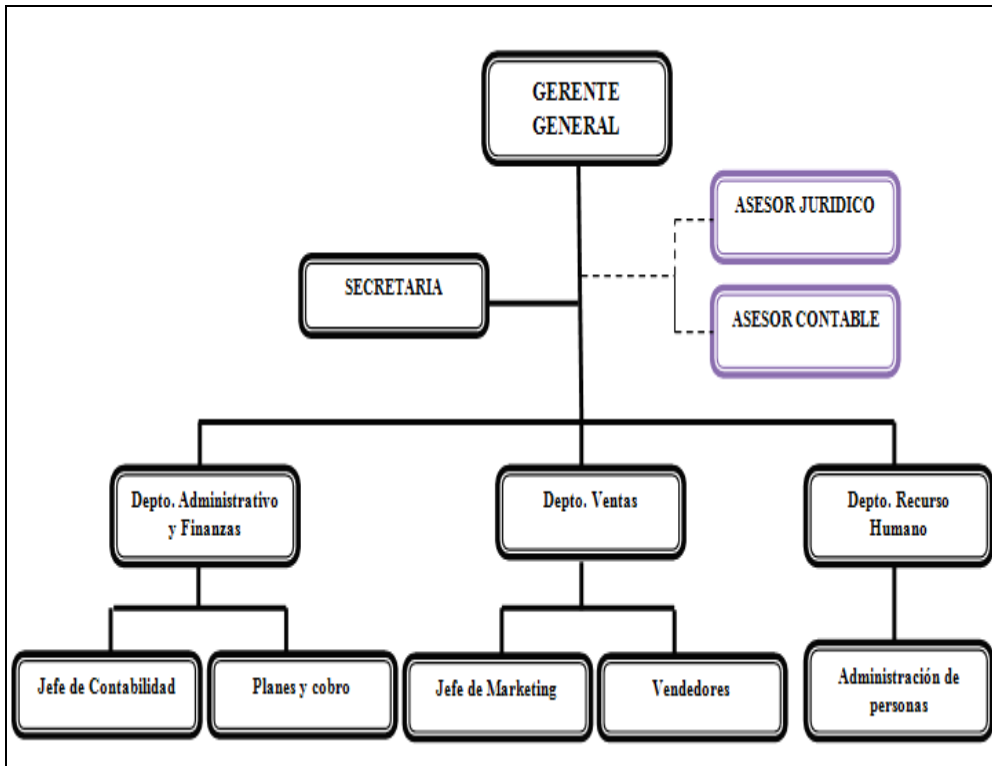 GERENTE
GENERAL
ASESOR JURIDICO
SECRETARIA
ASESOR CONTABLE
Depto. Administrativo
y Finanzas
Depto. Ventas
Depto. Recurso
Humano
Jefe de Contabilidad
Planes y cobro
Jefe de Marketing
Vendedores
Administración de
personas